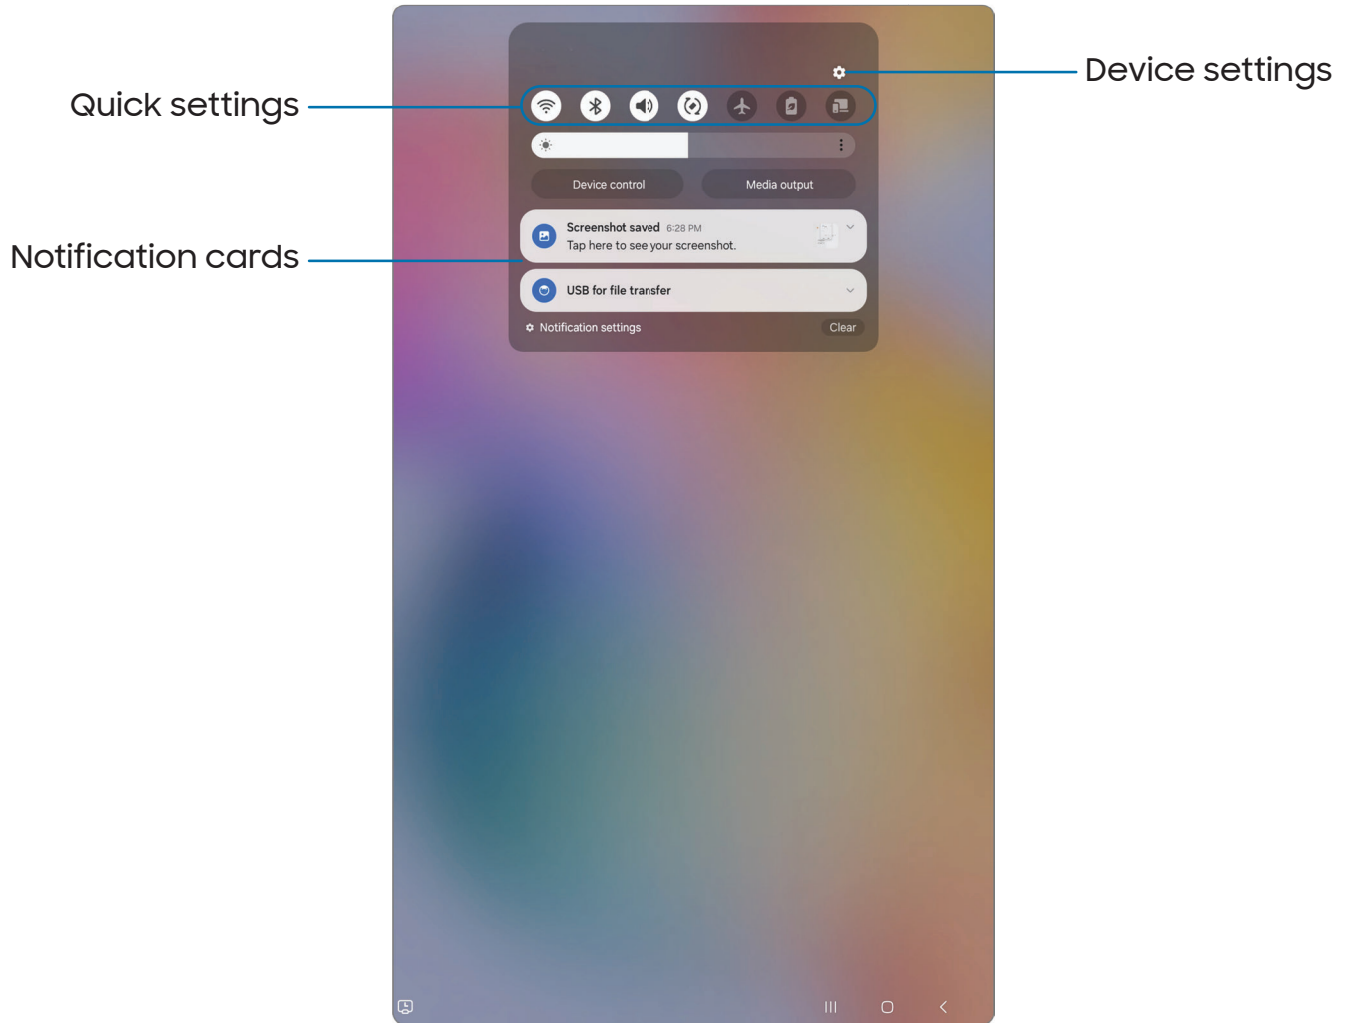 Device settings
Quick settings
Device control
Media output
Screenshot saved 6:28 PM
Tap here to see your screenshot.
Notification cards
USB for file transfer
Notification settings
Clear